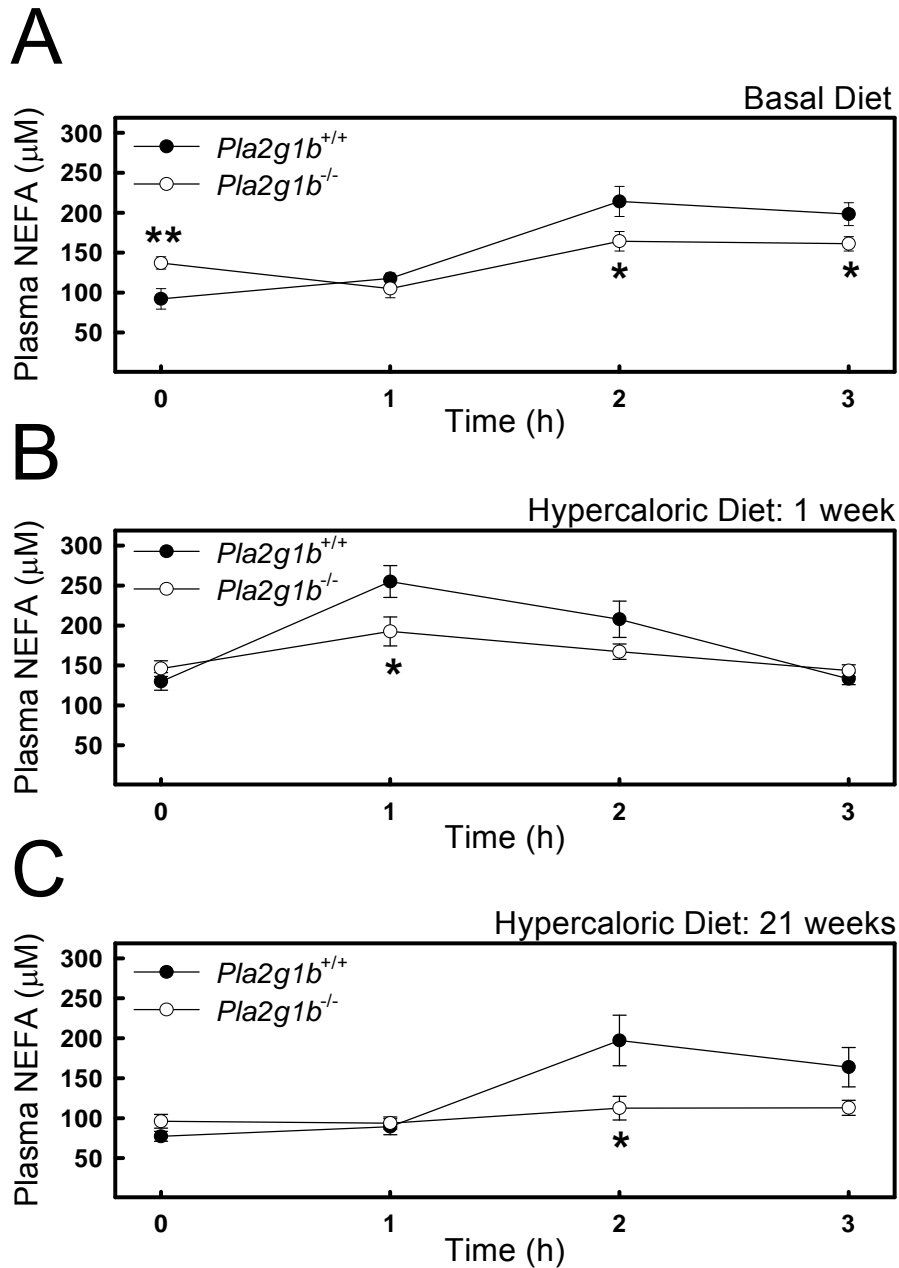 A
Basal Diet
Plasma NEFA (μM)
300
250
200
150
100
50
Pla2g1b+/+
Pla2g1b-/-
**
*
*
0 1 2 3
Time (h)
B
Hypercaloric Diet: 1 week
Plasma NEFA (μM)
300
250
200
150
100
50
Pla2g1b+/+
Pla2g1b-/-
*
0 1 2 3
Time (h)
C
Hypercaloric Diet: 21 weeks
Plasma NEFA (μM)
300
250
200
150
100
50
Pla2g1b+/+
Pla2g1b-/-
*
0 1 2 3
Time (h)